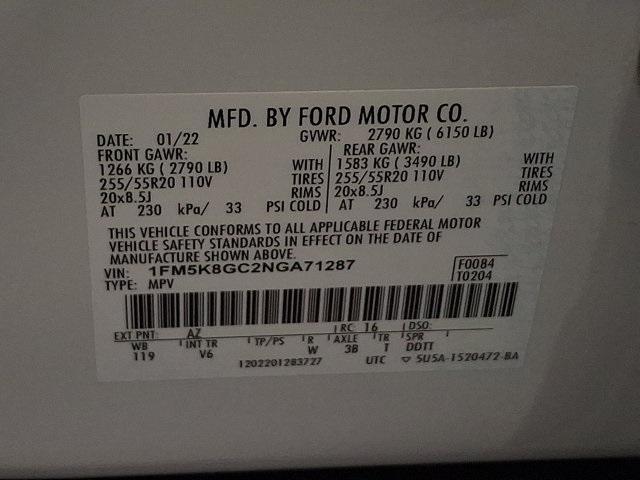 MFD. BY FORD MOTOR CO.
DATE: 01/22 GVWR: 2790 KG ( 6150 LB)
FRONT GAWR: REAR GAWR:
1266 KG ( 2790 LB) WITH 1583 KG ( 3490 LB) WITH
255/55R20 110V TIRES 255/55R20 110V TIRES
20x8.5J RIMS 20x8.5J RIMS
AT 230 kPa/ 33 PSI COLD AT 230 kPa/ 33 PSI COLD
THIS VEHICLE CONFORMS TO ALL APPLICABLE FEDERAL MOTOR
VEHICLE SAFETY STANDARDS IN EFFECT ON THE DATE OF
MANUFACTURE SHOWN ABOVE.
VIN: 1FM5K8GC2NGA71287 F0084
TYPE: MPV T0204
EXT PNT: AZ RC: 16 DSO:
WB INT TR TP/PS R AXLE TR SPR
119 V6 W 3B T DDTT
1202201283727 UTC ▽ 5U5A-1520472-BA